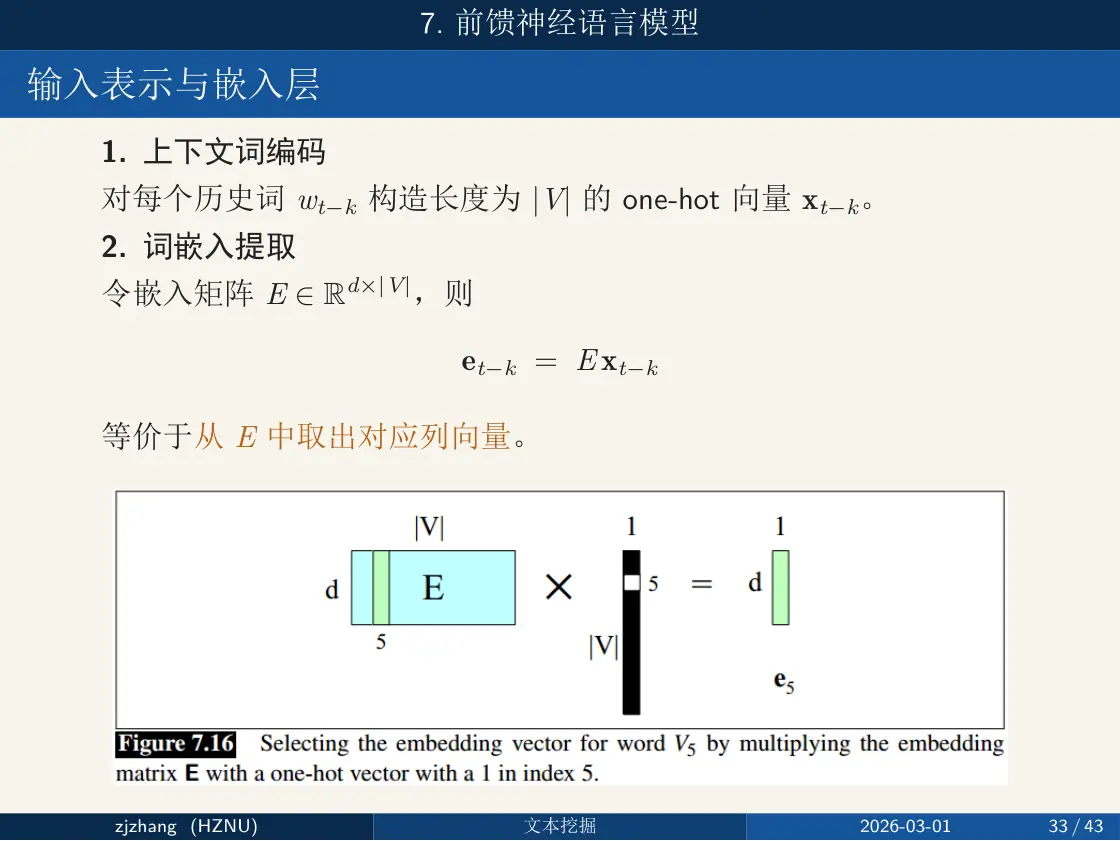 7. 前馈神经语言模型
输入表示与嵌入层
1. 上下文词编码
对每个历史词 w_{t−k} 构造长度为 |V| 的 one-hot 向量 x_{t−k}。
2. 词嵌入提取
令嵌入矩阵 E ∈ ℝ^{d×|V|}，则
e_{t−k} = Ex_{t−k}
等价于从 E 中取出对应列向量。
|V| 1 1
d E × 5 = d
5 |V|
e_5
Figure 7.16 Selecting the embedding vector for word V_5 by multiplying the embedding
matrix E with a one-hot vector with a 1 in index 5.
zjzhang (HZNU) 文本挖掘 2026-03-01 33 / 43